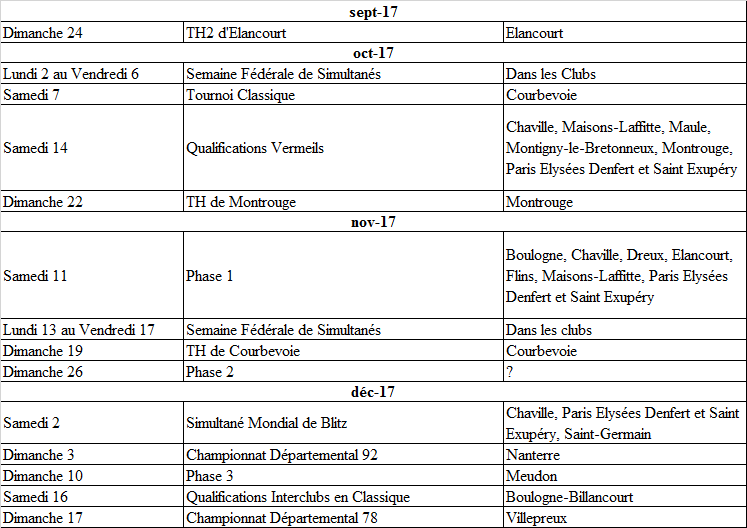 sept-17
Dimanche 24 TH2 d'Elancourt Elancourt
oct-17
Lundi 2 au Vendredi 6 Semaine Fédérale de Simultanés Dans les Clubs
Samedi 7 Tournoi Classique Courbevoie
Samedi 14 Qualifications Vermeils Chaville, Maisons-Laffitte, Maule,
Montigny-le-Bretonneux, Montrouge,
Paris Elysées Denfert et Saint Exupéry
Dimanche 22 TH de Montrouge Montrouge
nov-17
Samedi 11 Phase 1 Boulogne, Chaville, Dreux, Elancourt,
Flins, Maisons-Laffitte, Paris Elysées
Denfert et Saint Exupéry
Lundi 13 au Vendredi 17 Semaine Fédérale de Simultanés Dans les clubs
Dimanche 19 TH de Courbevoie Courbevoie
Dimanche 26 Phase 2 ?
déc-17
Samedi 2 Simultané Mondial de Blitz Chaville, Paris Elysées Denfert et Saint
Exupéry, Saint-Germain
Dimanche 3 Championnat Départemental 92 Nanterre
Dimanche 10 Phase 3 Meudon
Samedi 16 Qualifications Interclubs en Classique Boulogne-Billancourt
Dimanche 17 Championnat Départemental 78 Villepreux